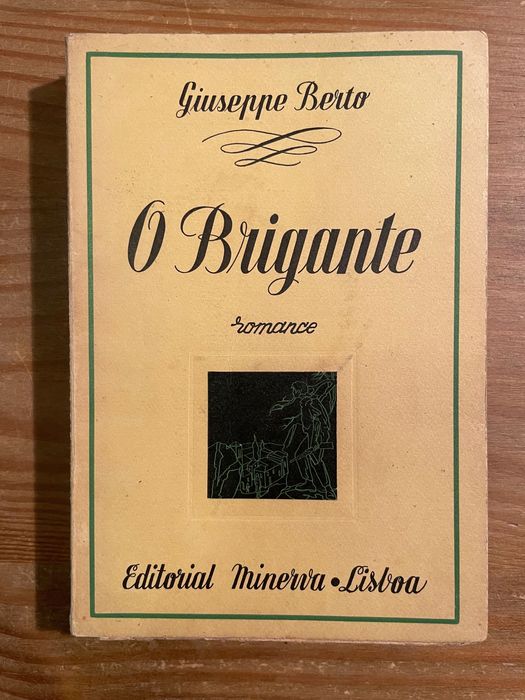 Giuseppe Berto
O Brigante
romance
Editorial Minerva • Lisboa